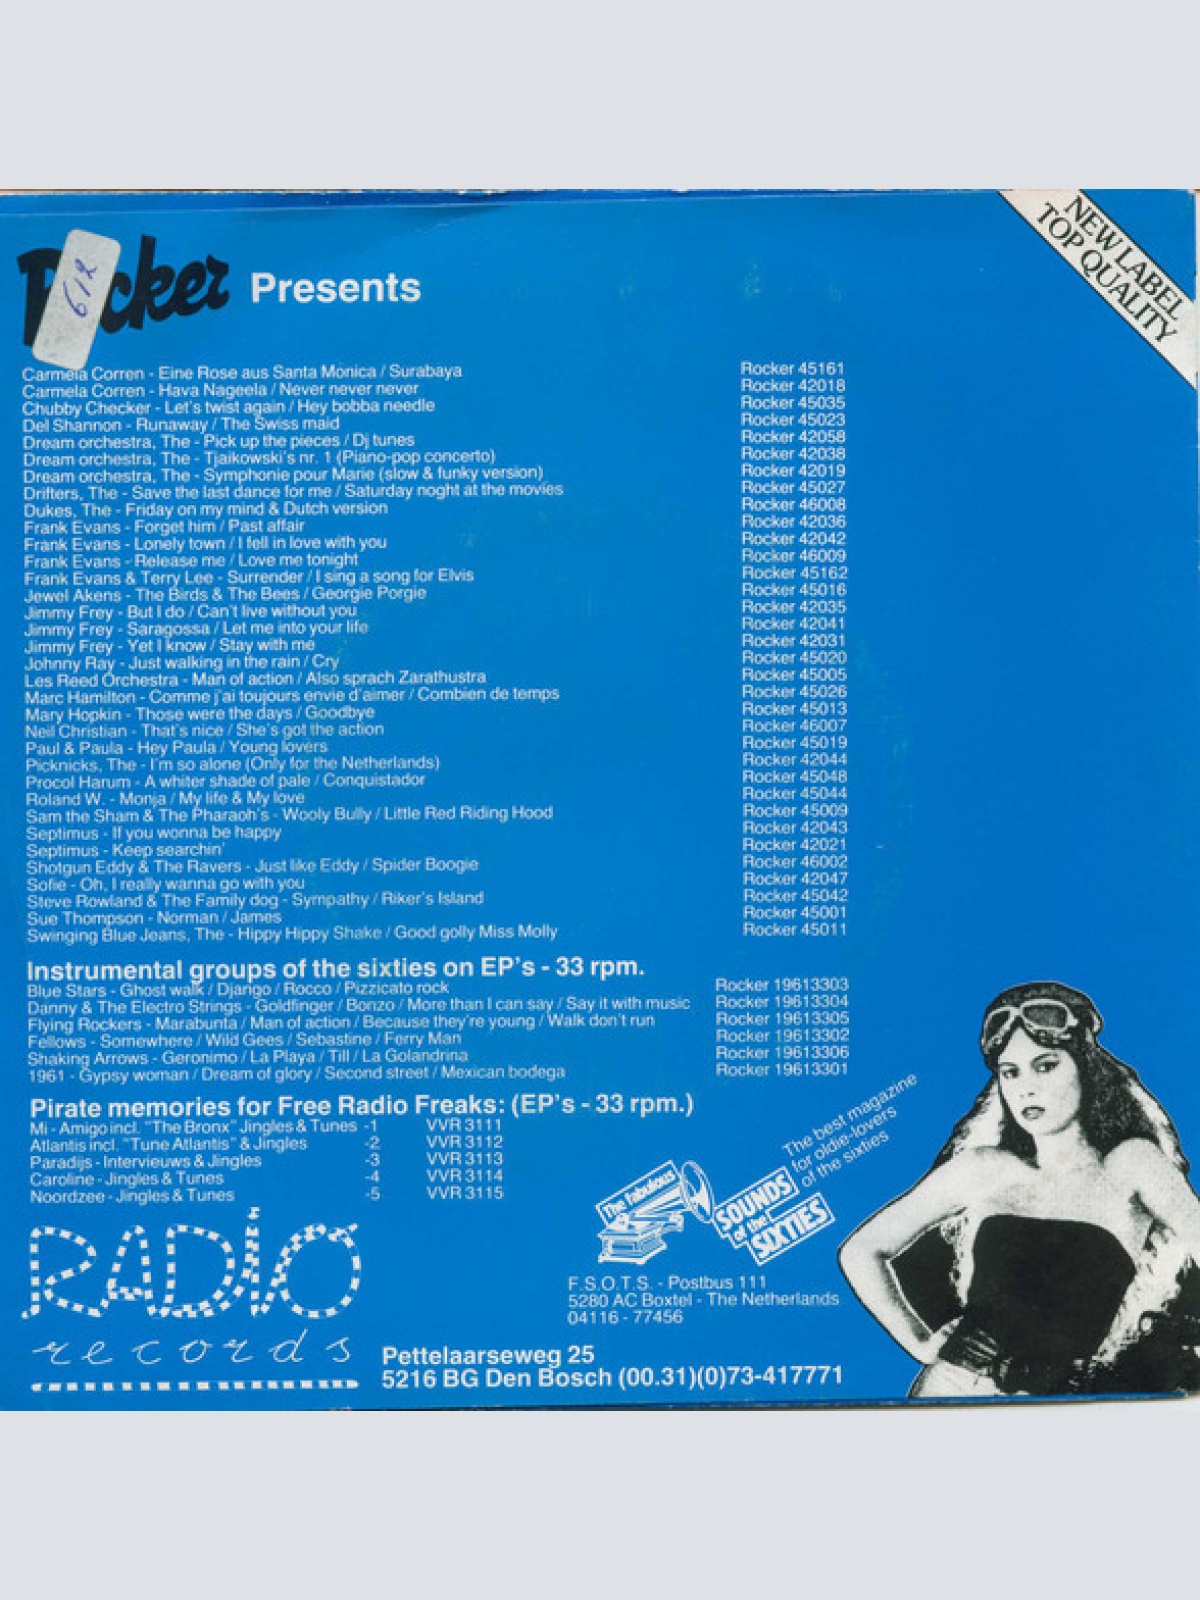 Rocker Presents
612
NEW LABEL
TOP QUALITY
Carmela Corren - Eine Rose aus Santa Monica / Surabaya Rocker 45161
Carmela Corren - Hava Nageela / Never never never Rocker 42018
Chubby Checker - Let's twist again / Hey bobba needle Rocker 45035
Del Shannon - Runaway / The Swiss maid Rocker 45023
Dream orchestra, The - Pick up the pieces / Dj tunes Rocker 42058
Dream orchestra, The - Tjaikowski's nr. 1 (Piano-pop concerto) Rocker 42038
Dream orchestra, The - Symphonie pour Marie (slow & funky version) Rocker 42019
Drifters, The - Save the last dance for me / Saturday noght at the movies Rocker 45027
Dukes, The - Friday on my mind & Dutch version Rocker 46008
Frank Evans - Forget him / Past affair Rocker 42036
Frank Evans - Lonely town / I fell in love with you Rocker 42042
Frank Evans - Release me / Love me tonight Rocker 46009
Frank Evans & Terry Lee - Surrender / I sing a song for Elvis Rocker 45162
Jewel Akens - The Birds & The Bees / Georgie Porgie Rocker 45016
Jimmy Frey - But I do / Can't live without you Rocker 42035
Jimmy Frey - Saragossa / Let me into your life Rocker 42041
Jimmy Frey - Yet I know / Stay with me Rocker 42031
Johnny Ray - Just walking in the rain / Cry Rocker 45020
Les Reed Orchestra - Man of action / Also sprach Zarathustra Rocker 45005
Marc Hamilton - Comme j'ai toujours envie d'aimer / Combien de temps Rocker 45026
Mary Hopkin - Those were the days / Goodbye Rocker 45013
Neil Christian - That's nice / She's got the action Rocker 46007
Paul & Paula - Hey Paula / Young lovers Rocker 45019
Picknicks, The - I'm so alone (Only for the Netherlands) Rocker 42044
Procol Harum - A whiter shade of pale / Conquistador Rocker 45048
Roland W. - Monja / My life & My love Rocker 45044
Sam the Sham & The Pharaoh's - Wooly Bully / Little Red Riding Hood Rocker 45009
Septimus - If you wonna be happy Rocker 42043
Septimus - Keep searchin' Rocker 42021
Shotgun Eddy & The Ravers - Just like Eddy / Spider Boogie Rocker 46002
Sofie - Oh, I really wanna go with you Rocker 42047
Steve Rowland & The Family dog - Sympathy / Riker's Island Rocker 45042
Sue Thompson - Norman / James Rocker 45001
Swinging Blue Jeans, The - Hippy Hippy Shake / Good golly Miss Molly Rocker 45011
Instrumental groups of the sixties on EP's - 33 rpm.
Blue Stars - Ghost walk / Django / Rocco / Pizzicato rock Rocker 19613303
Danny & The Electro Strings - Goldfinger / Bonzo / More than I can say / Say it with music Rocker 19613304
Flying Rockers - Marabunta / Man of action / Because they're young / Walk don't run Rocker 19613305
Fellows - Somewhere / Wild Gees / Sebastine / Ferry Man Rocker 19613302
Shaking Arrows - Geronimo / La Playa / Till / La Golandrina Rocker 19613306
1961 - Gypsy woman / Dream of glory / Second street / Mexican bodega Rocker 19613301
Pirate memories for Free Radio Freaks: (EP's - 33 rpm.)
Mi - Amigo incl. "The Bronx" Jingles & Tunes -1 VVR 3111
Atlantis incl. "Tune Atlantis" & Jingles -2 VVR 3112
Paradijs - Intervieuws & Jingles -3 VVR 3113
Caroline - Jingles & Tunes -4 VVR 3114
Noordzee - Jingles & Tunes -5 VVR 3115
The fabulous
SOUNDS
of the
SIXTIES
The best magazine
for oldie-lovers
of the sixties
F.S.O.T.S. - Postbus 111
5280 AC Boxtel - The Netherlands
04116 - 77456
RADIO
records
Pettelaarseweg 25
5216 BG Den Bosch (00.31)(0)73-417771